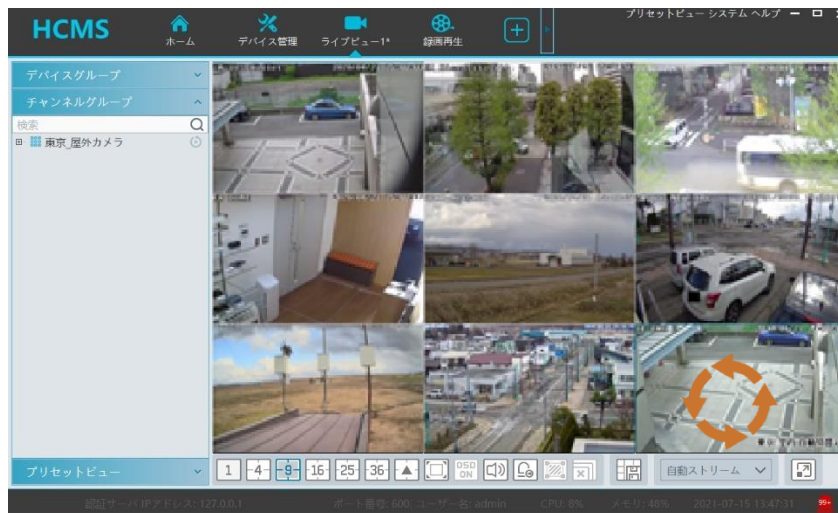 HCMS
ホーム
デバイス管理
ライブビュー1*
録画再生
プリセットビュー システム ヘルプ
デバイスグループ
チャンネルグループ
検索
東京_屋外カメラ
プリセットビュー
1 4 9 16 25 36
OSD ON
自動ストリーム
認証サーバ IPアドレス: 127.0.0.1 ポート番号: 600: ユーザー名: admin CPU: 8% メモリ: 46% 2021-07-15 13:47:31 99+